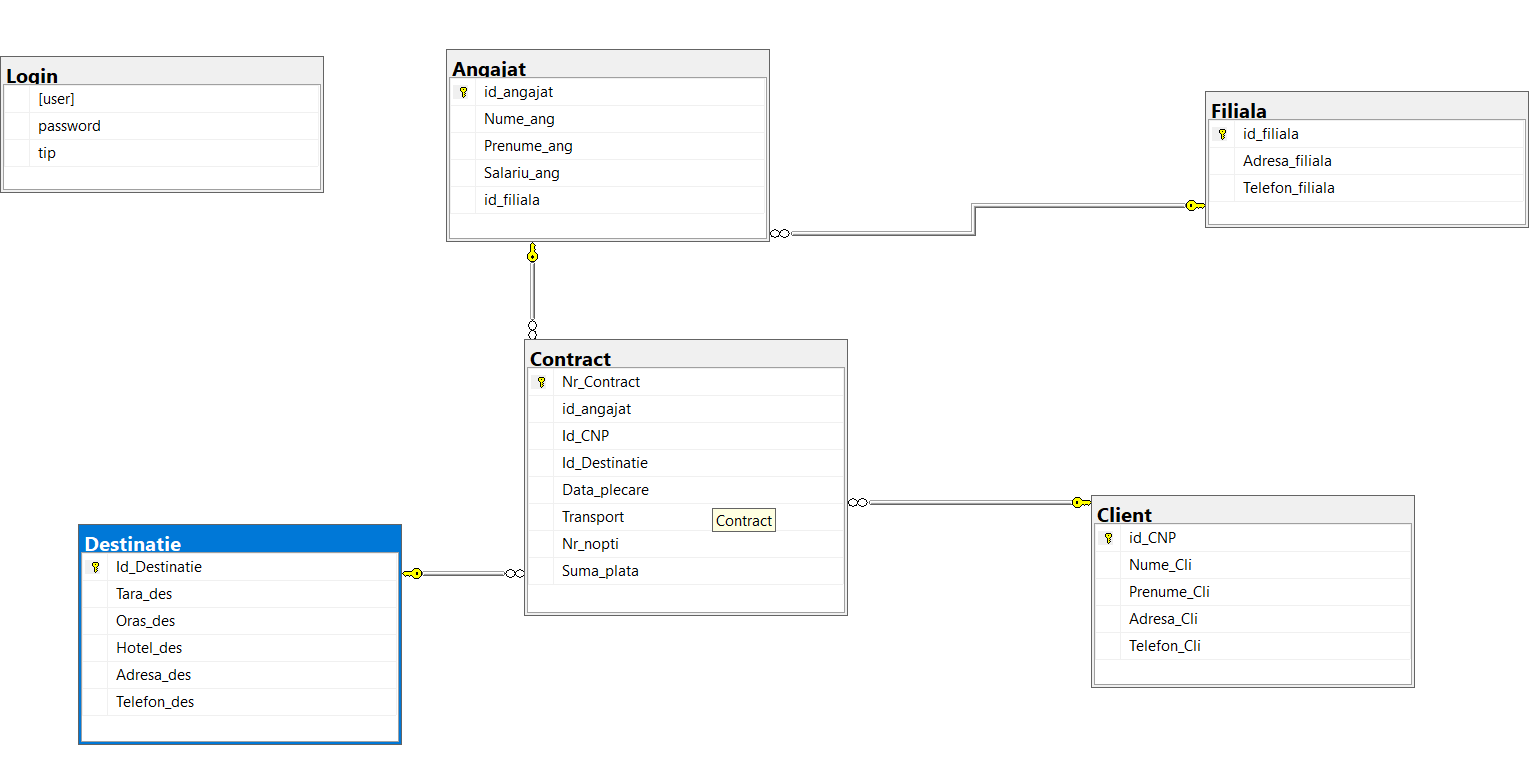 Login
[user]
password
tip
Angajat
id_angajat
Nume_ang
Prenume_ang
Salariu_ang
id_filiala
Filiala
id_filiala
Adresa_filiala
Telefon_filiala
Contract
Nr_Contract
id_angajat
Id_CNP
Id_Destinatie
Data_plecare
Transport
Contract
Nr_nopti
Suma_plata
Destinatie
Id_Destinatie
Tara_des
Oras_des
Hotel_des
Adresa_des
Telefon_des
Client
id_CNP
Nume_Cli
Prenume_Cli
Adresa_Cli
Telefon_Cli